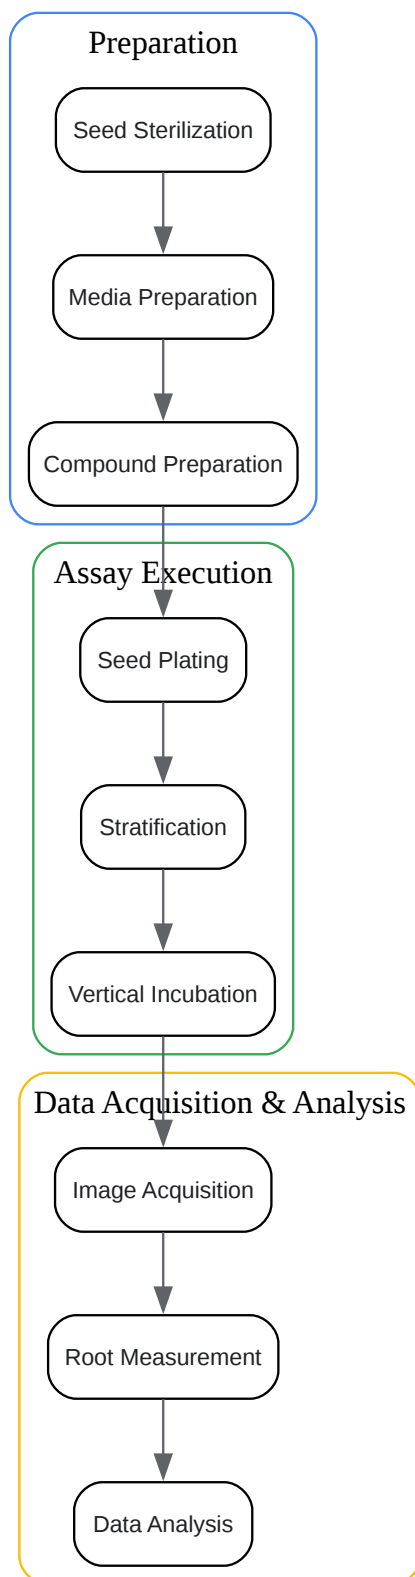 Preparation
Seed Sterilization
Media Preparation
Compound Preparation
Assay Execution
Seed Plating
Stratification
Vertical Incubation
Data Acquisition & Analysis
Image Acquisition
Root Measurement
Data Analysis